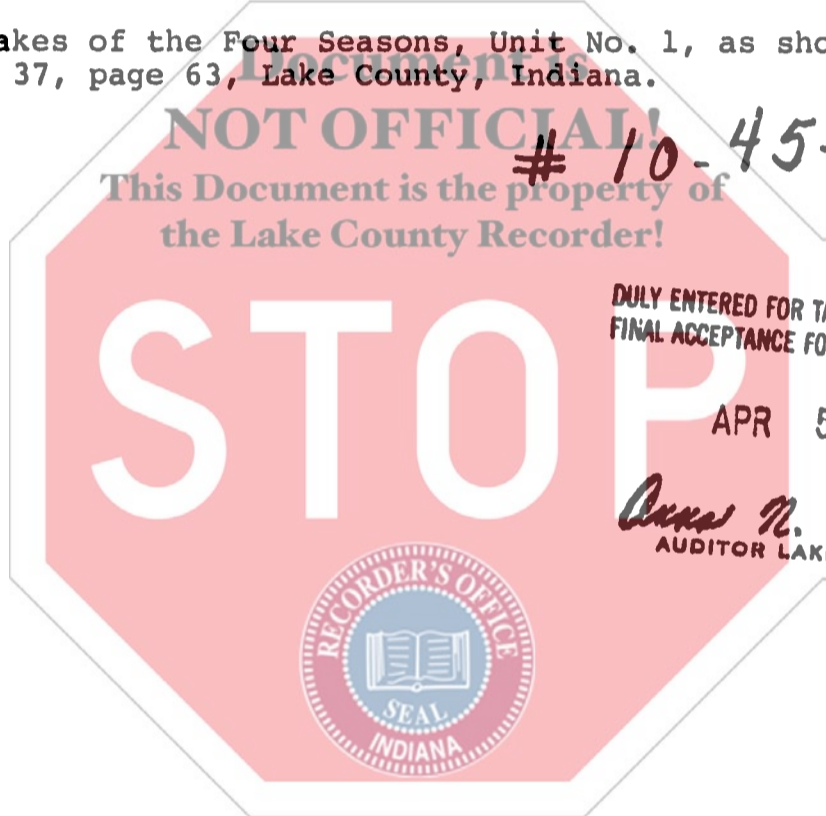 akes of the Four Seasons, Unit No. 1, as sho
37, page 63, Lake County, Indiana.
Document is
NOT OFFICIAL!
# 10-45-
This Document is the property of
the Lake County Recorder!
DULY ENTERED FOR TA
FINAL ACCEPTANCE FO
STOP
APR 5
Anna N.
AUDITOR LAK
RECORDER'S OFFICE
SEAL
INDIANA